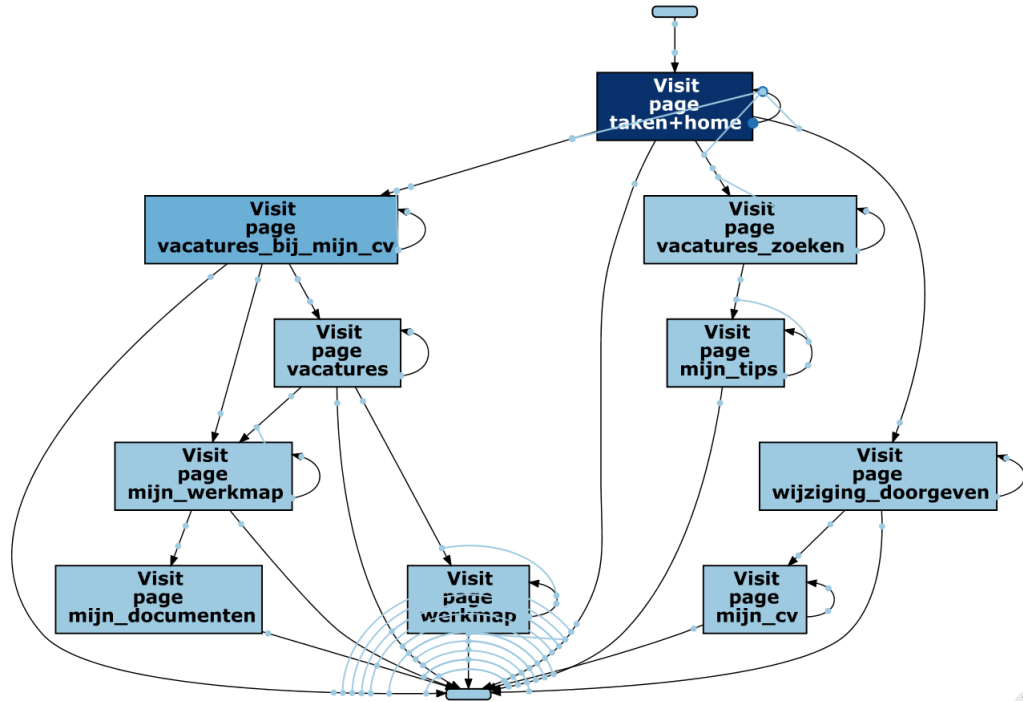 Visit
page
taken+home
Visit
page
vacatures_bij_mijn_cv
Visit
page
vacatures_zoeken
Visit
page
vacatures
Visit
page
mijn_tips
Visit
page
mijn_werkmap
Visit
page
wijziging_doorgeven
Visit
page
mijn_documenten
Visit
page
werkmap
Visit
page
mijn_cv